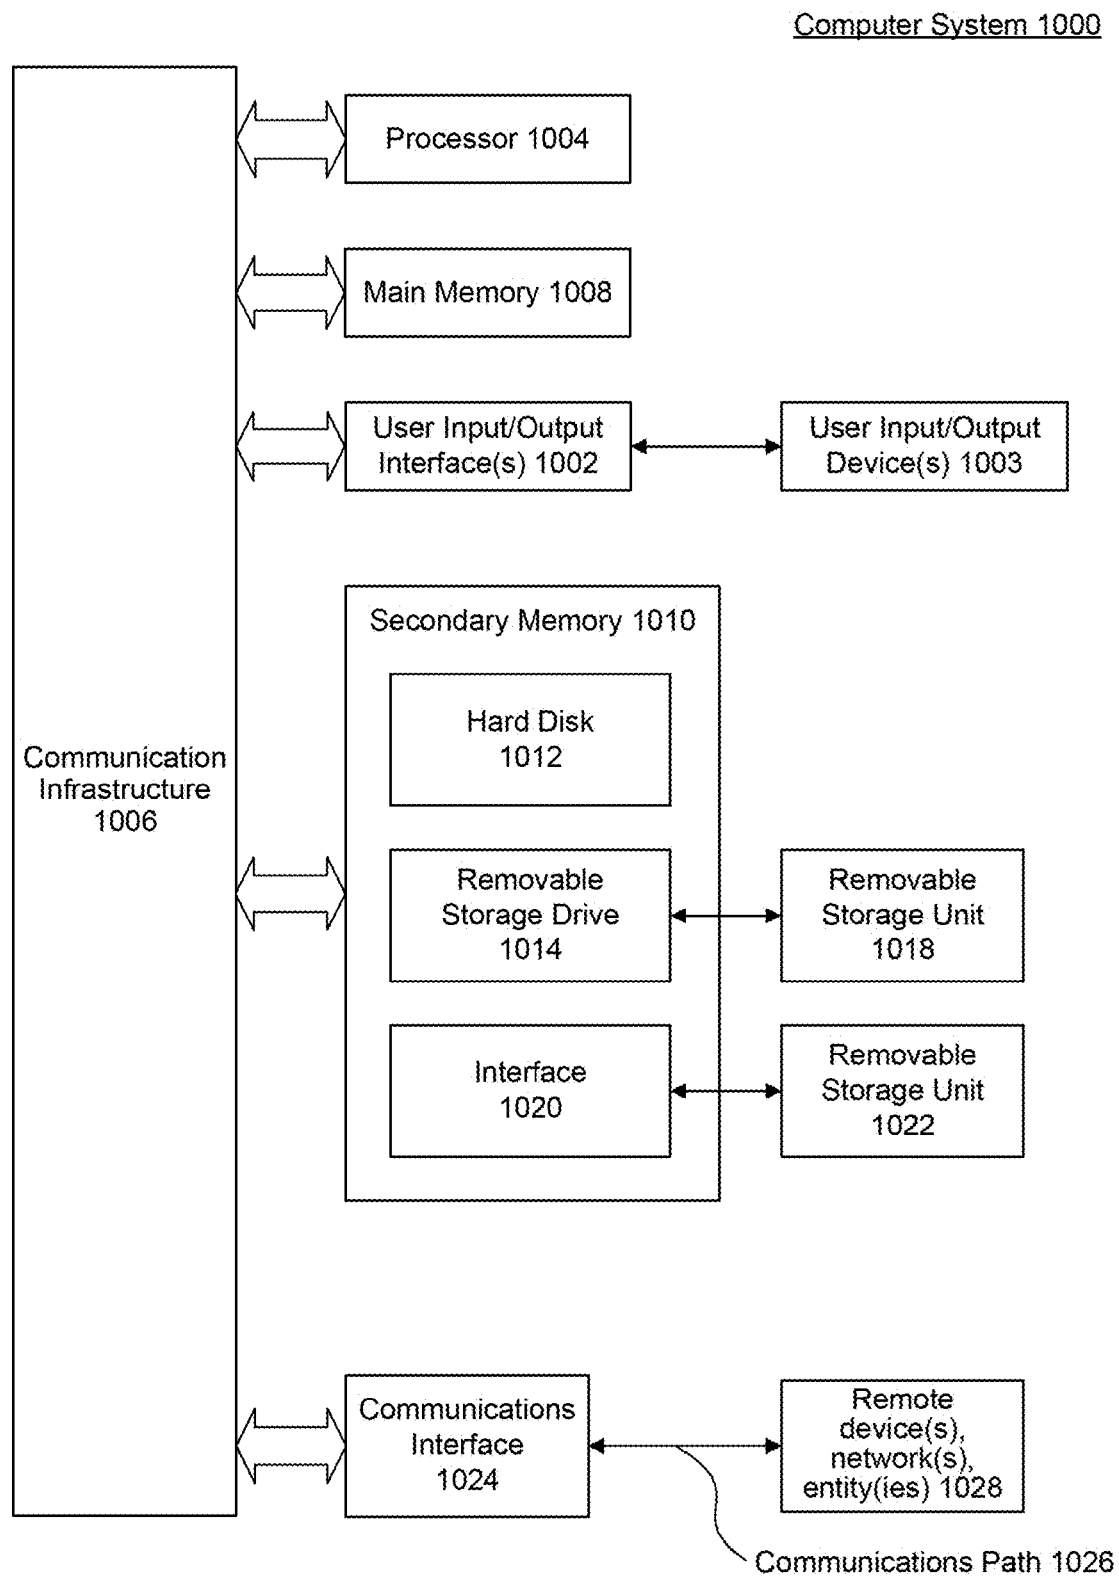 Computer System 1000
Processor 1004
Main Memory 1008
User Input/Output
Interface(s) 1002
User Input/Output
Device(s) 1003
Secondary Memory 1010
Hard Disk
1012
Communication
Infrastructure
1006
Removable
Storage Drive
1014
Removable
Storage Unit
1018
Interface
1020
Removable
Storage Unit
1022
Communications
Interface
1024
Remote
device(s),
network(s),
entity(ies) 1028
Communications Path 1026